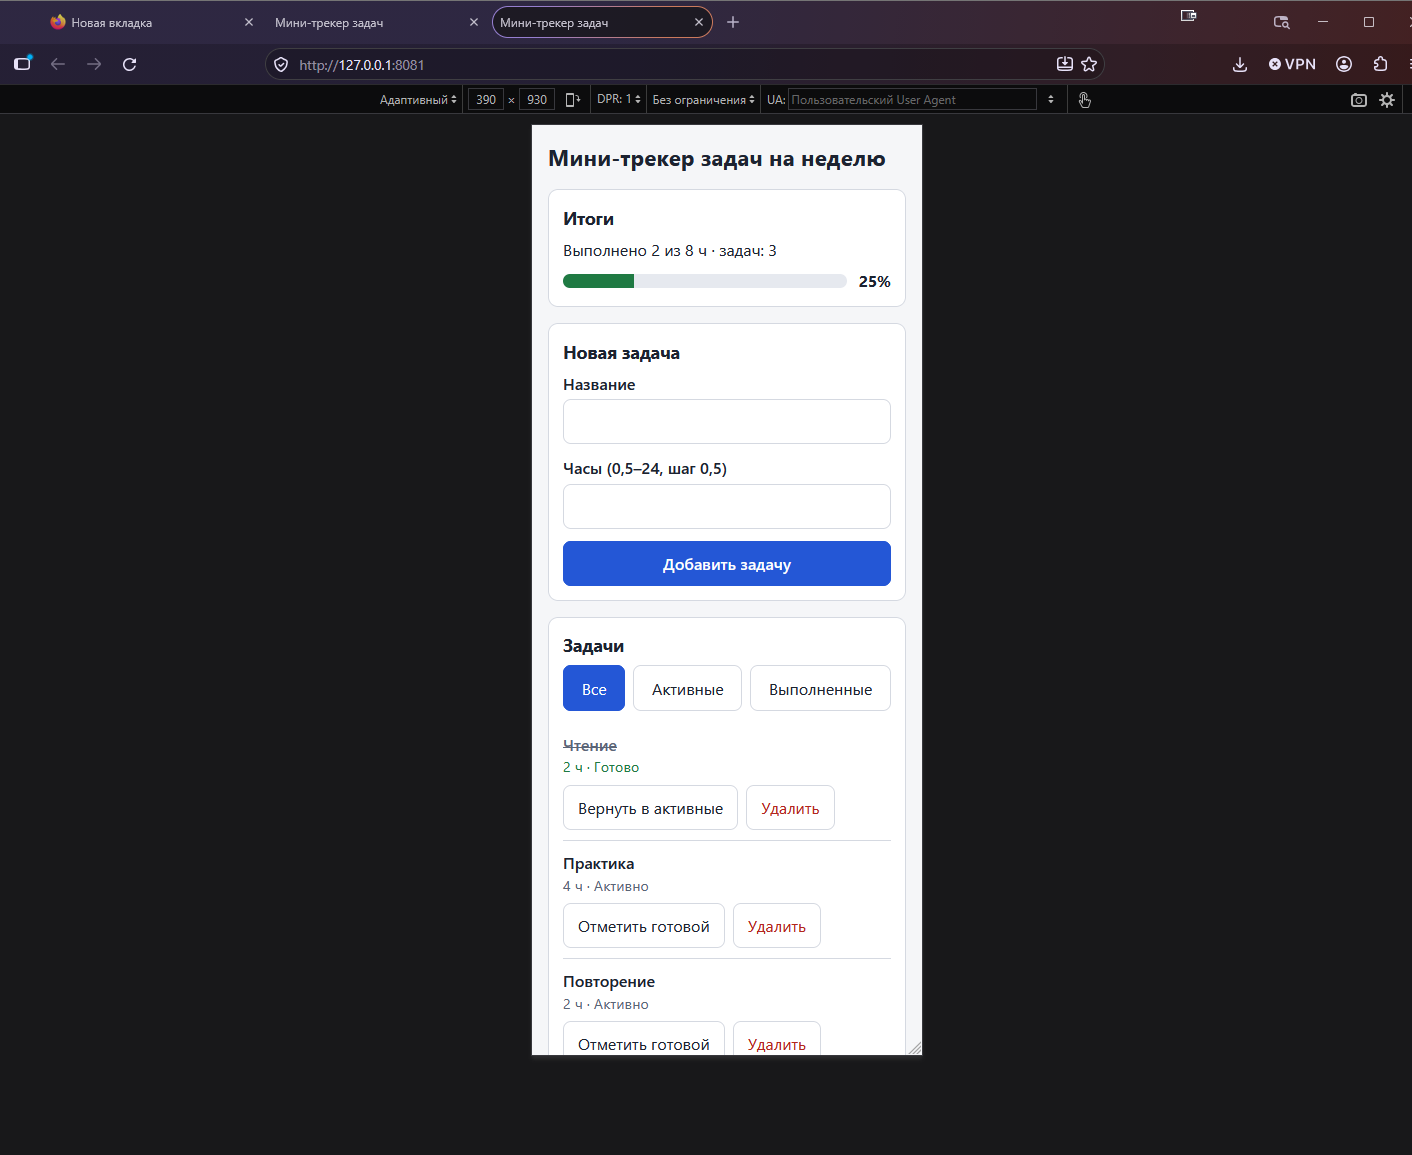 Новая вкладка
Мини-трекер задач
Мини-трекер задач
http://127.0.0.1:8081
VPN
Адаптивный 390 × 930 DPR: 1 Без ограничения UA: Пользовательский User Agent
Мини-трекер задач на неделю
Итоги
Выполнено 2 из 8 ч · задач: 3
25%
Новая задача
Название
Часы (0,5–24, шаг 0,5)
Добавить задачу
Задачи
Все Активные Выполненные
Чтение
2 ч · Готово
Вернуть в активные Удалить
Практика
4 ч · Активно
Отметить готовой Удалить
Повторение
2 ч · Активно
Отметить готовой Удалить